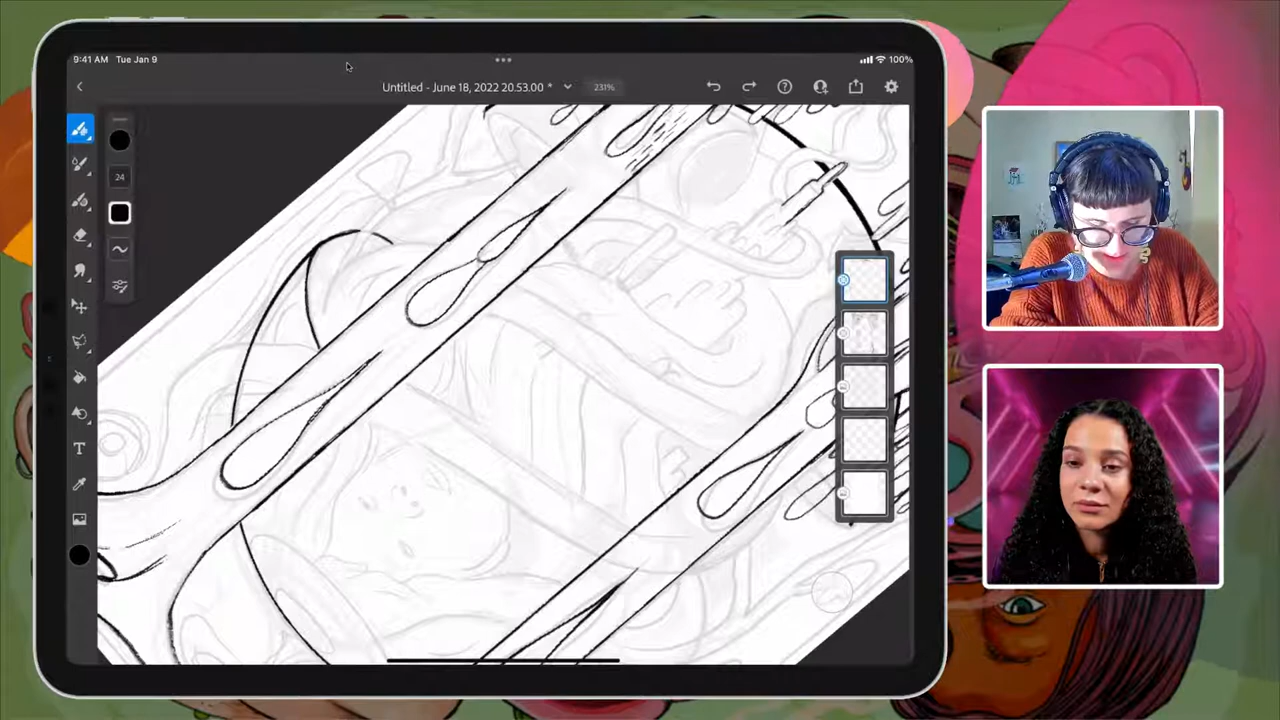 9:41 AM Tue Jan 9
100%
Untitled - June 18, 2022 20.53.00 *
231%
24
T